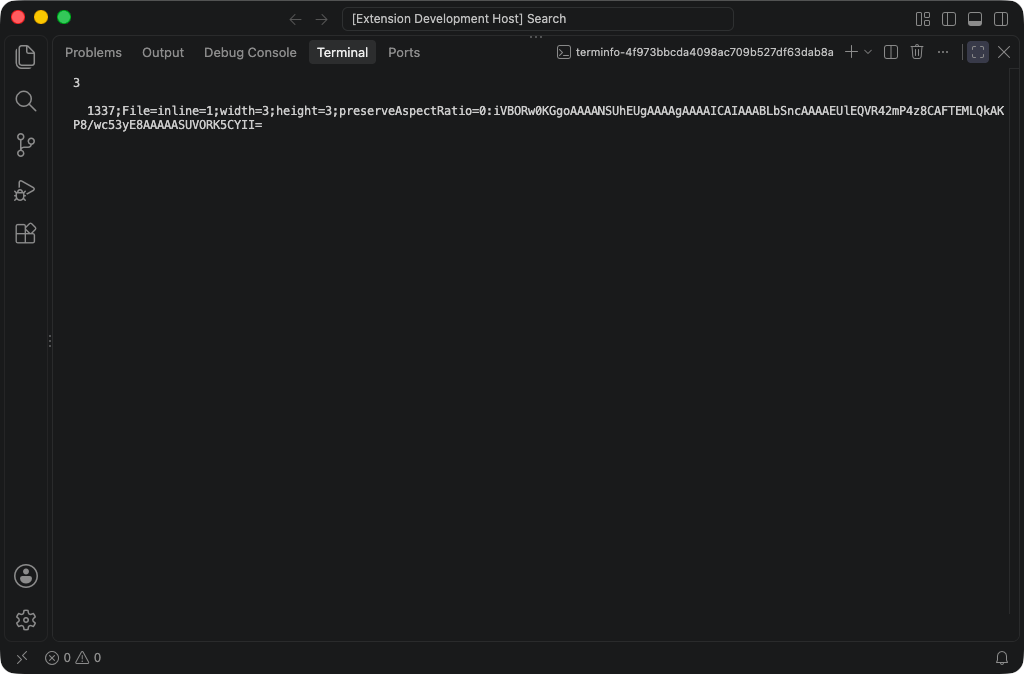 [Extension Development Host] Search
Problems Output Debug Console Terminal Ports terminfo-4f973bbcda4098ac709b527df63dab8a
3
1337;File=inline=1;width=3;height=3;preserveAspectRatio=0:iVBORw0KGgoAAAANSUhEUgAAAAgAAAAICAIAAABLbSncAAAAEUlEQVR42mP4z8CAFTEMLQkAK
P8/wc53yE8AAAAASUVORK5CYII=
0 0